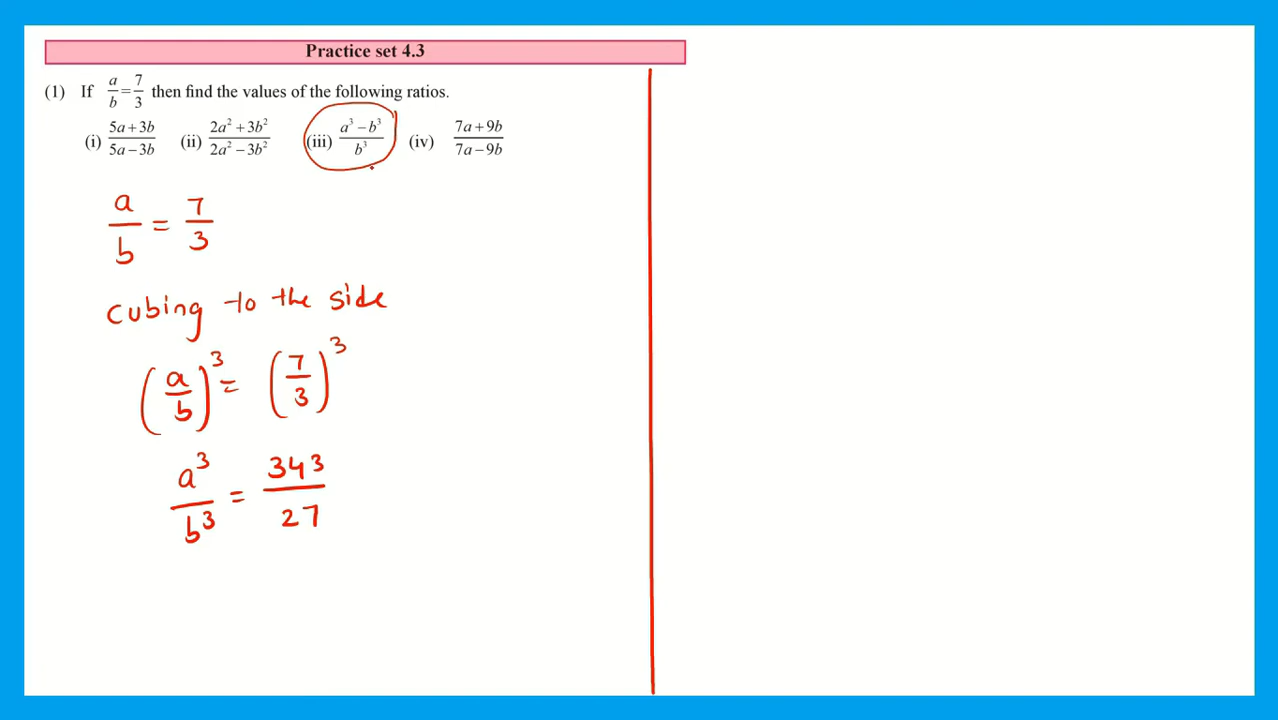 Practice set 4.3
(1) If a/b = 7/3 then find the values of the following ratios.
(i) 5a+3b/5a−3b (ii) 2a²+3b²/2a²−3b² (iii) a³−b³/b³ (iv) 7a+9b/7a−9b
a/b = 7/3
cubing to the side
(a/b)³ = (7/3)³
a³/b³ = 343/27